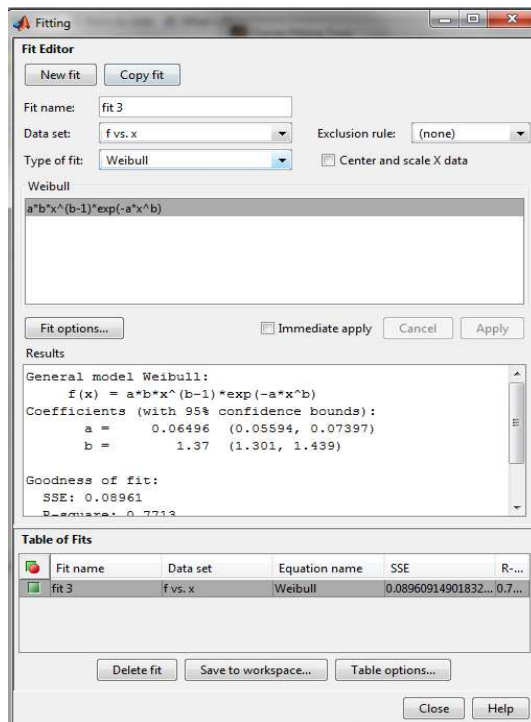 Fitting
Fit Editor
New fit Copy fit
Fit name: fit 3
Data set: f vs. x Exclusion rule: (none)
Type of fit: Weibull Center and scale X data
Weibull
a*b*x^(b-1)*exp(-a*x^b)
Fit options... Immediate apply Cancel Apply
Results
General model Weibull:
f(x) = a*b*x^(b-1)*exp(-a*x^b)
Coefficients (with 95% confidence bounds):
a = 0.06496 (0.05594, 0.07397)
b = 1.37 (1.301, 1.439)
Goodness of fit:
SSE: 0.08961
R-square: 0.7713
Table of Fits
Fit name Data set Equation name SSE R-...
fit 3 f vs. x Weibull 0.08960914901832... 0.7...
Delete fit Save to workspace... Table options...
Close Help